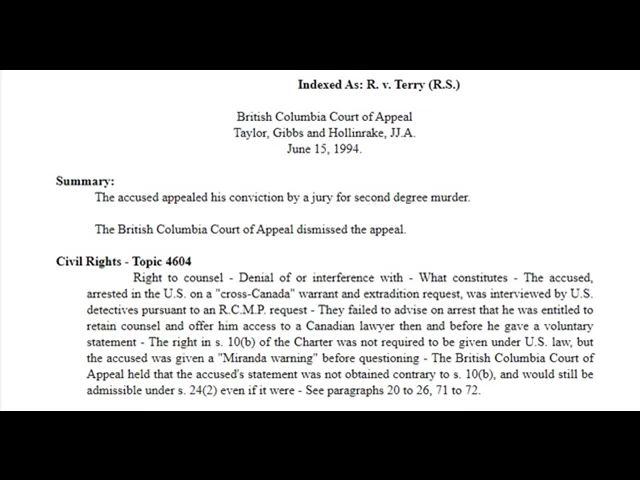 Indexed As: R. v. Terry (R.S.)
British Columbia Court of Appeal
Taylor, Gibbs and Hollinrake, JJ.A.
June 15, 1994.
Summary:
The accused appealed his conviction by a jury for second degree murder.
The British Columbia Court of Appeal dismissed the appeal.
Civil Rights - Topic 4604
Right to counsel - Denial of or interference with - What constitutes - The accused,
arrested in the U.S. on a "cross-Canada" warrant and extradition request, was interviewed by U.S.
detectives pursuant to an R.C.M.P. request - They failed to advise on arrest that he was entitled to
retain counsel and offer him access to a Canadian lawyer then and before he gave a voluntary
statement - The right in s. 10(b) of the Charter was not required to be given under U.S. law, but
the accused was given a "Miranda warning" before questioning - The British Columbia Court of
Appeal held that the accused's statement was not obtained contrary to s. 10(b), and would still be
admissible under s. 24(2) even if it were - See paragraphs 20 to 26, 71 to 72.